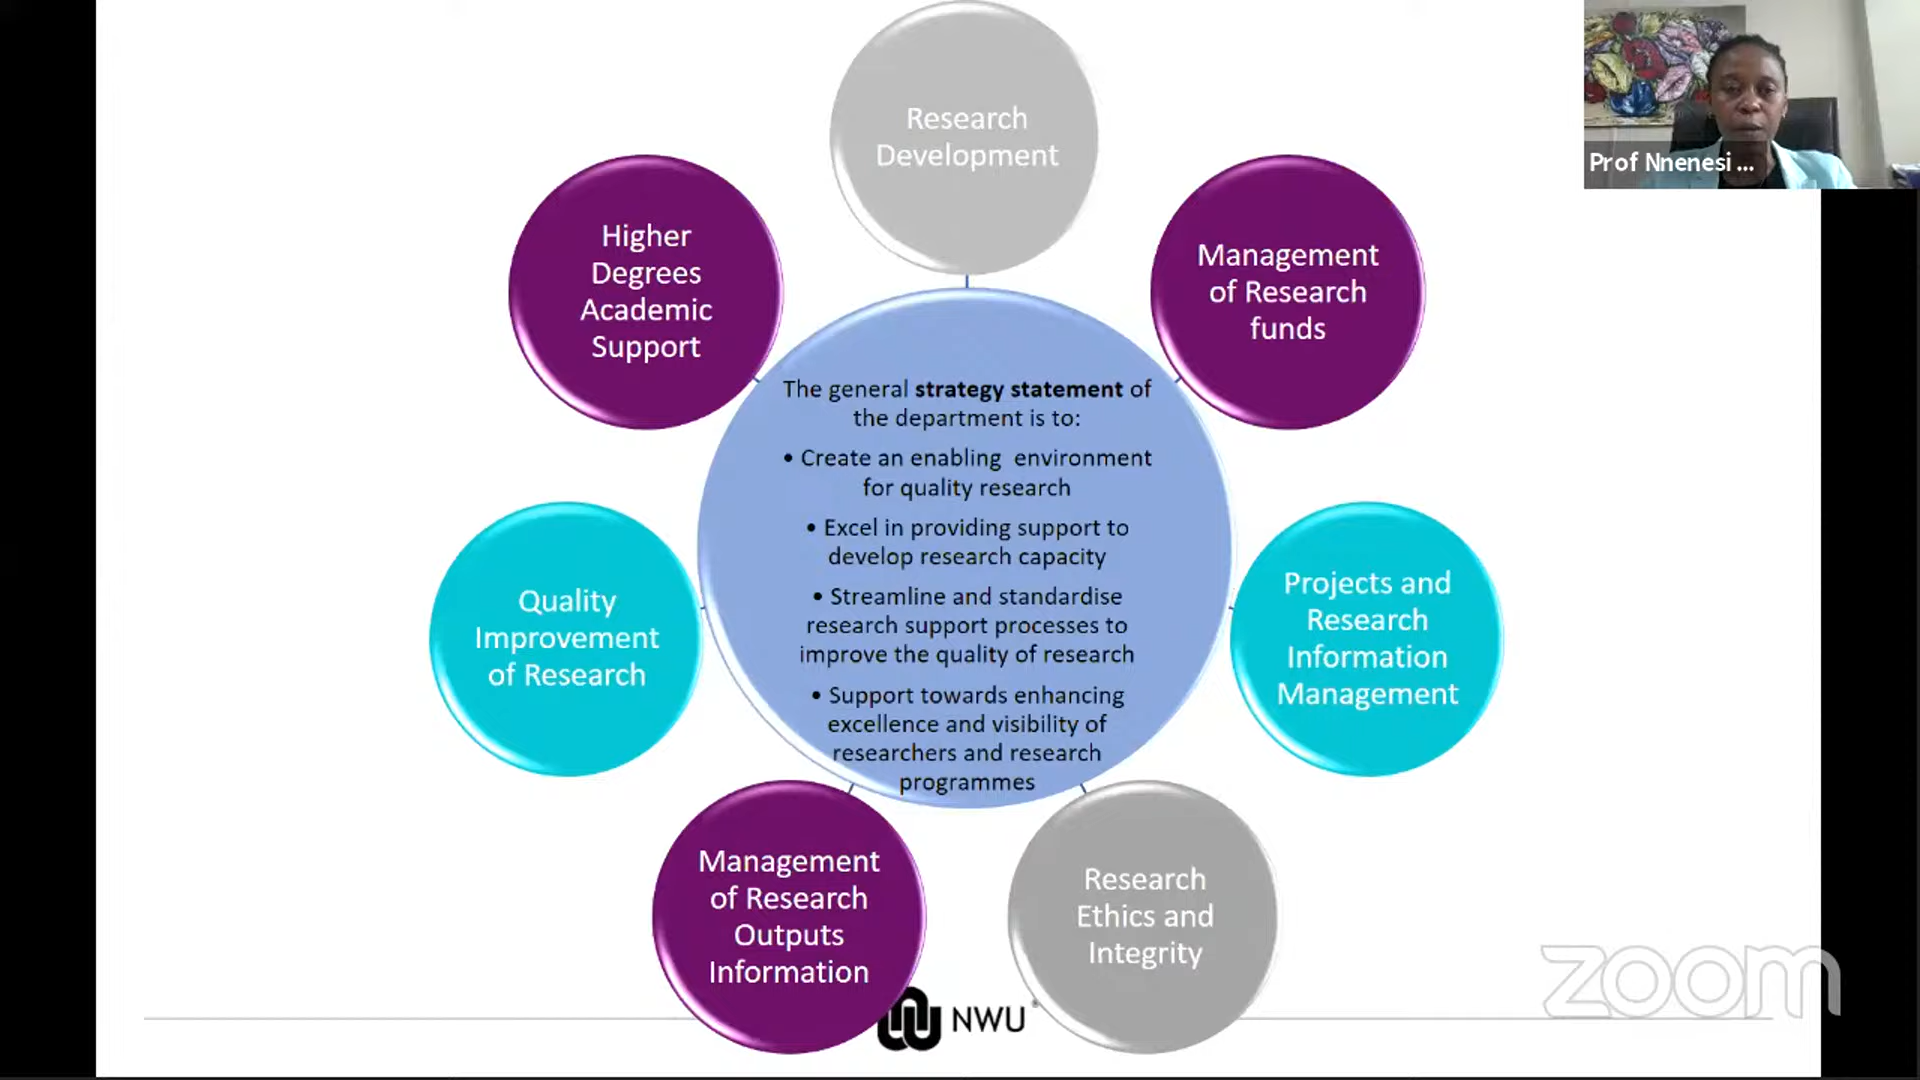 Research
Development
Prof Nnenesi ...
Higher
Degrees
Academic
Support
Management
of Research
funds
The general strategy statement of
the department is to:
• Create an enabling environment
for quality research
• Excel in providing support to
develop research capacity
• Streamline and standardise
research support processes to
improve the quality of research
• Support towards enhancing
excellence and visibility of
researchers and research
programmes
Quality
Improvement
of Research
Projects and
Research
Information
Management
Management
of Research
Outputs
Information
Research
Ethics and
Integrity
NWU®
zoom